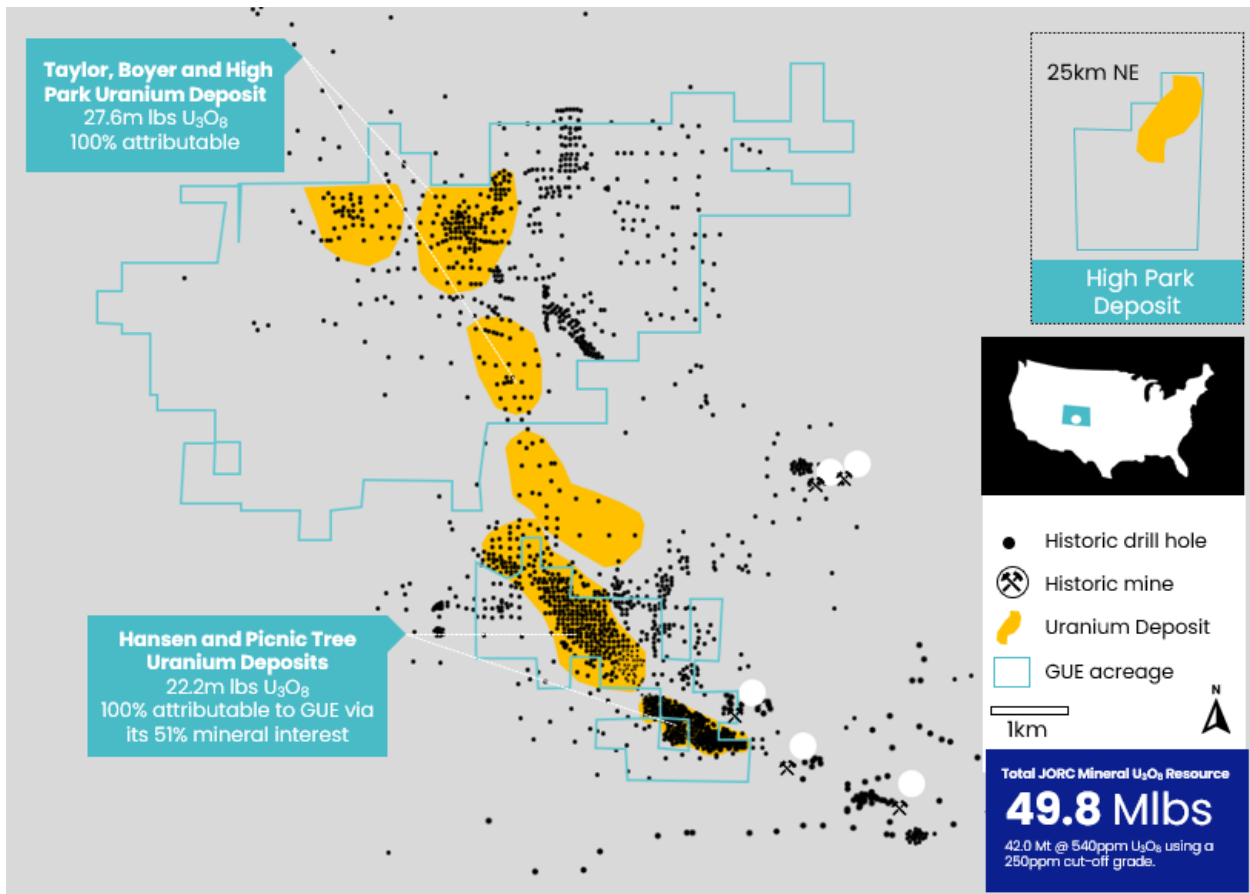 Taylor, Boyer and High
Park Uranium Deposit
27.6m lbs U₃O₈
100% attributable
25km NE
High Park
Deposit
Historic drill hole
Historic mine
Uranium Deposit
GUE acreage
N
1km
Hansen and Picnic Tree
Uranium Deposits
22.2m lbs U₃O₈
100% attributable to GUE via
its 51% mineral interest
Total JORC Mineral U₃O₈ Resource
49.8 Mlbs
42.0 Mt @ 540ppm U₃O₈ using a
250ppm cut-off grade.